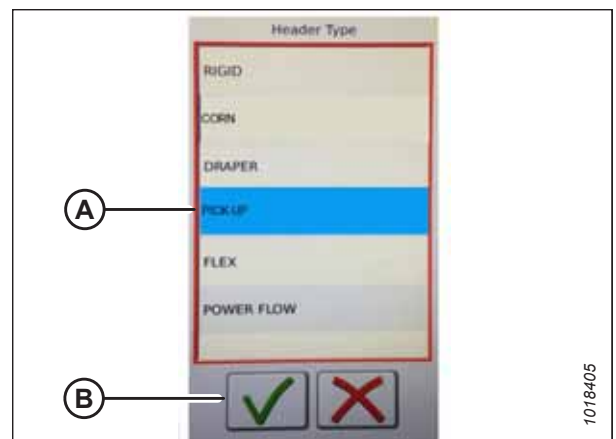 Header Type
RIGID
CORN
DRAPER
A
PICK-UP
FLEX
POWER FLOW
B
1018405